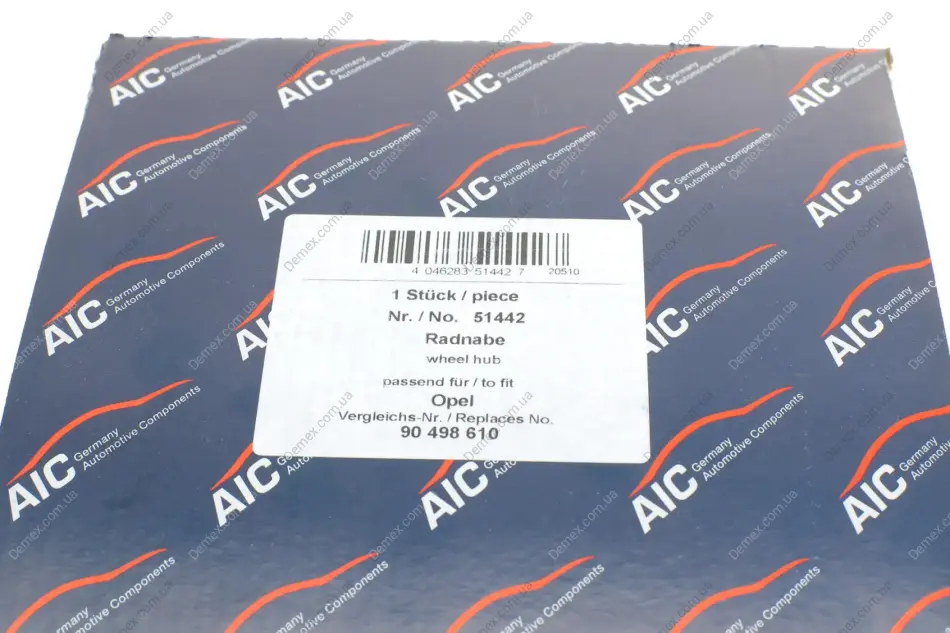 AIC Germany Automotive Components
4 046283 51442 7 20510
1 Stück / piece
Nr. / No. 51442
Radnabe
wheel hub
passend für / to fit
Opel
Vergleichs-Nr. / Replaces No.
90 498 610
Demex.com.ua